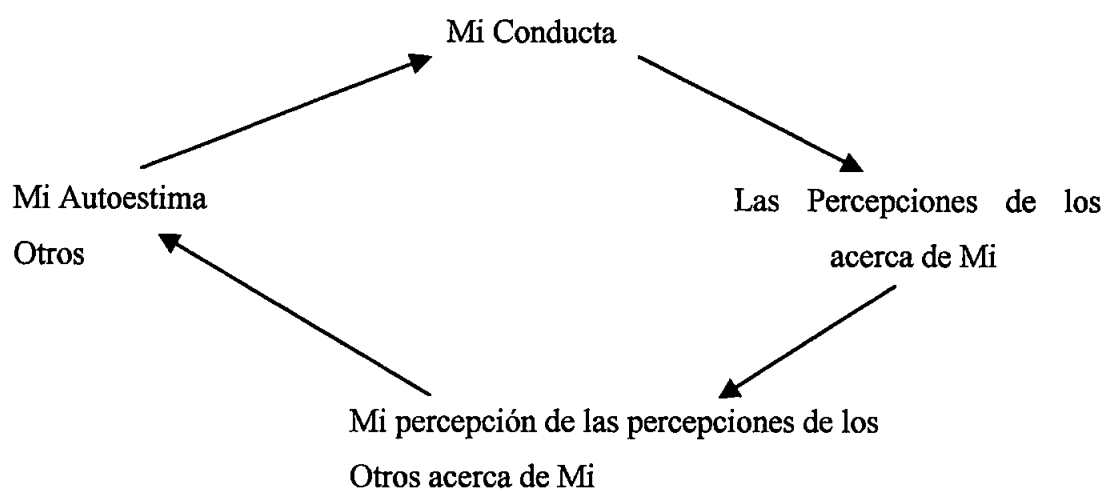 Mi Conducta
Mi Autoestima
Otros
Las Percepciones de los
acerca de Mi
Mi percepción de las percepciones de los
Otros acerca de Mi